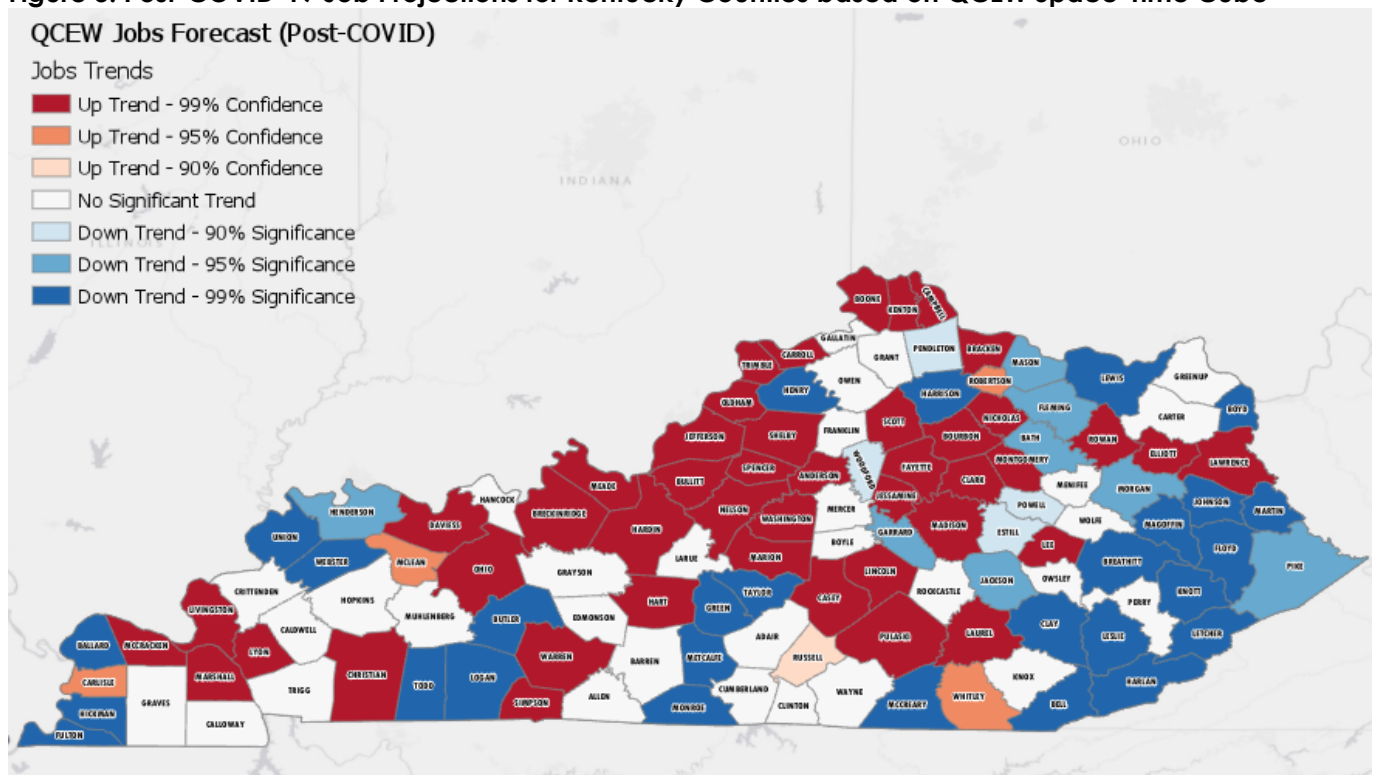 QCEW Jobs Forecast (Post-COVID)
Jobs Trends
Up Trend - 99% Confidence
Up Trend - 95% Confidence
Up Trend - 90% Confidence
No Significant Trend
Down Trend - 90% Significance
Down Trend - 95% Significance
Down Trend - 99% Significance
OHIO
INDIANA
ILLINOIS
BOONE
KENTON
CAMPBELL
GALLATIN
GRANT
PENDLETON
BRACKEN
MASON
TRIMBLE
CARROLL
OWEN
ROBERTSON
LEWIS
GREENUP
HENRY
HARRISON
FLEMING
CARTER
BOYD
OLDHAM
FRANKLIN
SCOTT
NICHOLAS
JEFFERSON
SHELBY
BOURBON
BATH
ROWAN
ELLIOTT
LAWRENCE
SPENCER
ANDERSON
WOODFORD
FAYETTE
CLARK
MONTGOMERY
MENIFEE
MORGAN
BULLITT
MEADE
HANCOCK
JESSAMINE
POWELL
JOHNSON
MARTIN
HENDERSON
DAVIESS
BRECKINRIDGE
HARDIN
NELSON
WASHINGTON
MERCER
GARRARD
MADISON
ESTILL
WOLFE
MAGOFFIN
UNION
WEBSTER
MCLEAN
OHIO
GRAYSON
LARUE
MARION
BOYLE
LINCOLN
LEE
BREATHITT
FLOYD
PIKE
CRITTENDEN
HOPKINS
MUHLENBERG
BUTLER
EDMONSON
HART
GREEN
TAYLOR
CASEY
ROCKCASTLE
JACKSON
OWSLEY
PERRY
KNOTT
LIVINGSTON
CALDWELL
ADAIR
PULASKI
LAUREL
CLAY
LESLIE
LETCHER
BALLARD
MCCRACKEN
LYON
CHRISTIAN
TODD
LOGAN
WARREN
BARREN
METCALFE
RUSSELL
KNOX
HARLAN
CARLISLE
GRAVES
MARSHALL
TRIGG
SIMPSON
ALLEN
MONROE
CUMBERLAND
CLINTON
WAYNE
MCCREARY
WHITLEY
BELL
HICKMAN
CALLOWAY
FULTON